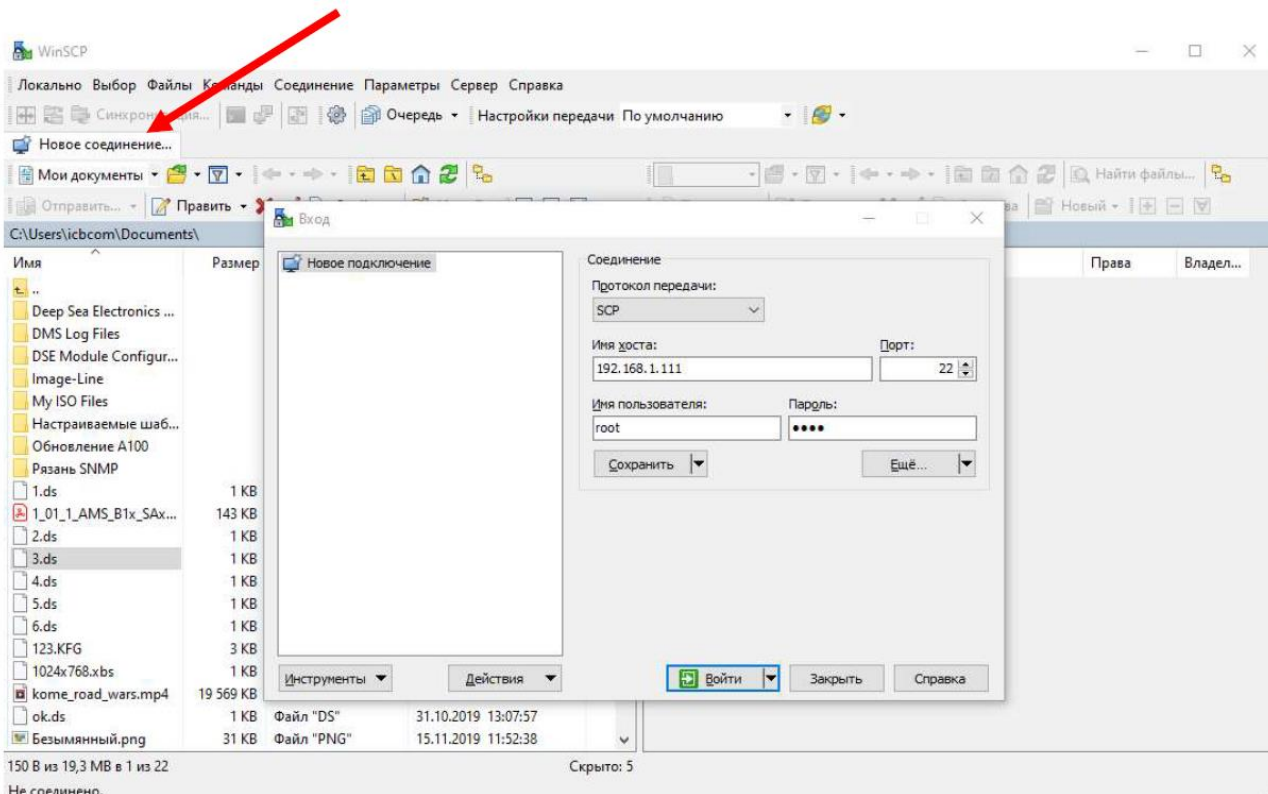 WinSCP
Локально Выбор Файлы Команды Соединение Параметры Сервер Справка
Синхронизация... Очередь Настройки передачи По умолчанию
Новое соединение...
Мои документы Найти файлы...
Отправить... Править Новый
C:\Users\icbcom\Documents\
Имя Размер Права Владел...
..
Deep Sea Electronics ...
DMS Log Files
DSE Module Configur...
Image-Line
My ISO Files
Настраиваемые шаб...
Обновление A100
Рязань SNMP
1.ds 1 KB
1_01_1_AMS_B1x_SAx... 143 KB
2.ds 1 KB
3.ds 1 KB
4.ds 1 KB
5.ds 1 KB
6.ds 1 KB
123.KFG 3 KB
1024x768.xbs 1 KB
kome_road_wars.mp4 19 569 KB
ok.ds 1 KB Файл "DS" 31.10.2019 13:07:57
Безымянный.png 31 KB Файл "PNG" 15.11.2019 11:52:38
150 B из 19,3 MB в 1 из 22 Скрыто: 5
Не соединено.
Вход
Новое подключение
Соединение
Протокол передачи:
SCP
Имя хоста: Порт:
192.168.1.111 22
Имя пользователя: Пароль:
root ••••
Сохранить Ещё...
Инструменты Действия Войти Закрыть Справка